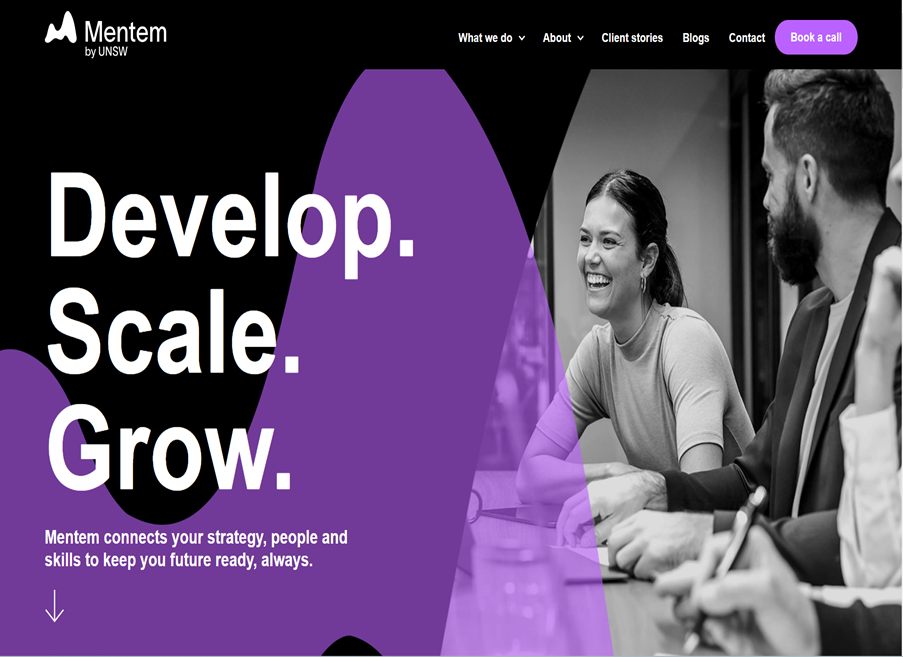 Mentem
by UNSW
What we do
About
Client stories
Blogs
Contact
Book a call
Develop.
Scale.
Grow.
Mentem connects your strategy, people and
skills to keep you future ready, always.